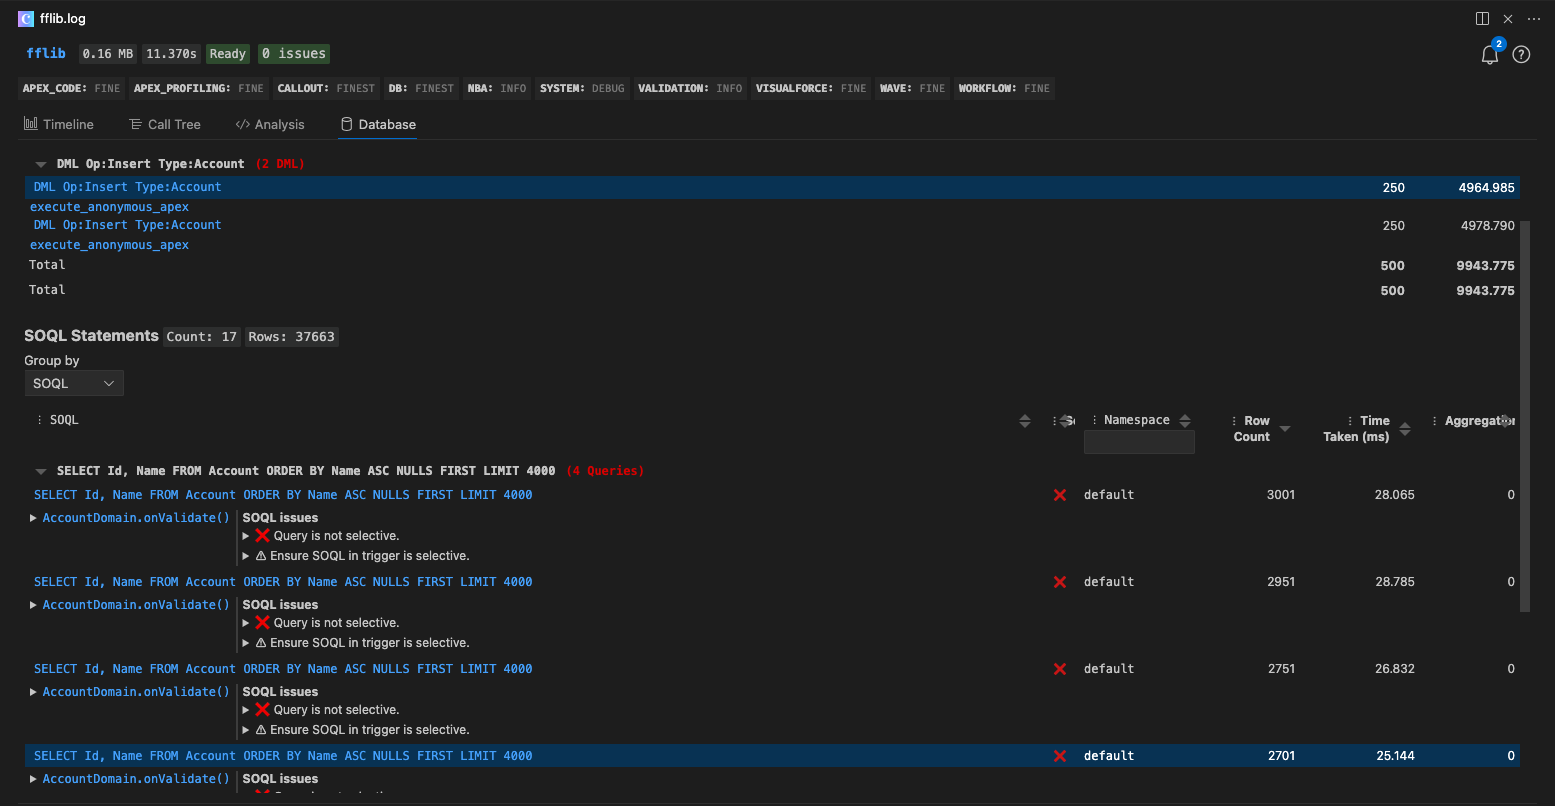 fflib.log
fflib 0.16 MB 11.370s Ready 0 issues 2
APEX_CODE: FINE APEX_PROFILING: FINE CALLOUT: FINEST DB: FINEST NBA: INFO SYSTEM: DEBUG VALIDATION: INFO VISUALFORCE: FINE WAVE: FINE WORKFLOW: FINE
Timeline Call Tree Analysis Database
DML Op:Insert Type:Account (2 DML)
DML Op:Insert Type:Account 250 4964.985
execute_anonymous_apex
DML Op:Insert Type:Account 250 4978.790
execute_anonymous_apex
Total 500 9943.775
Total 500 9943.775
SOQL Statements Count: 17 Rows: 37663
Group by
SOQL
SOQL Namespace Row Count Time Taken (ms)
SELECT Id, Name FROM Account ORDER BY Name ASC NULLS FIRST LIMIT 4000 (4 Queries)
SELECT Id, Name FROM Account ORDER BY Name ASC NULLS FIRST LIMIT 4000 default 3001 28.065 0
AccountDomain.onValidate() SOQL issues
Query is not selective.
Ensure SOQL in trigger is selective.
SELECT Id, Name FROM Account ORDER BY Name ASC NULLS FIRST LIMIT 4000 default 2951 28.785 0
AccountDomain.onValidate() SOQL issues
Query is not selective.
Ensure SOQL in trigger is selective.
SELECT Id, Name FROM Account ORDER BY Name ASC NULLS FIRST LIMIT 4000 default 2751 26.832 0
AccountDomain.onValidate() SOQL issues
Query is not selective.
Ensure SOQL in trigger is selective.
SELECT Id, Name FROM Account ORDER BY Name ASC NULLS FIRST LIMIT 4000 default 2701 25.144 0
AccountDomain.onValidate() SOQL issues